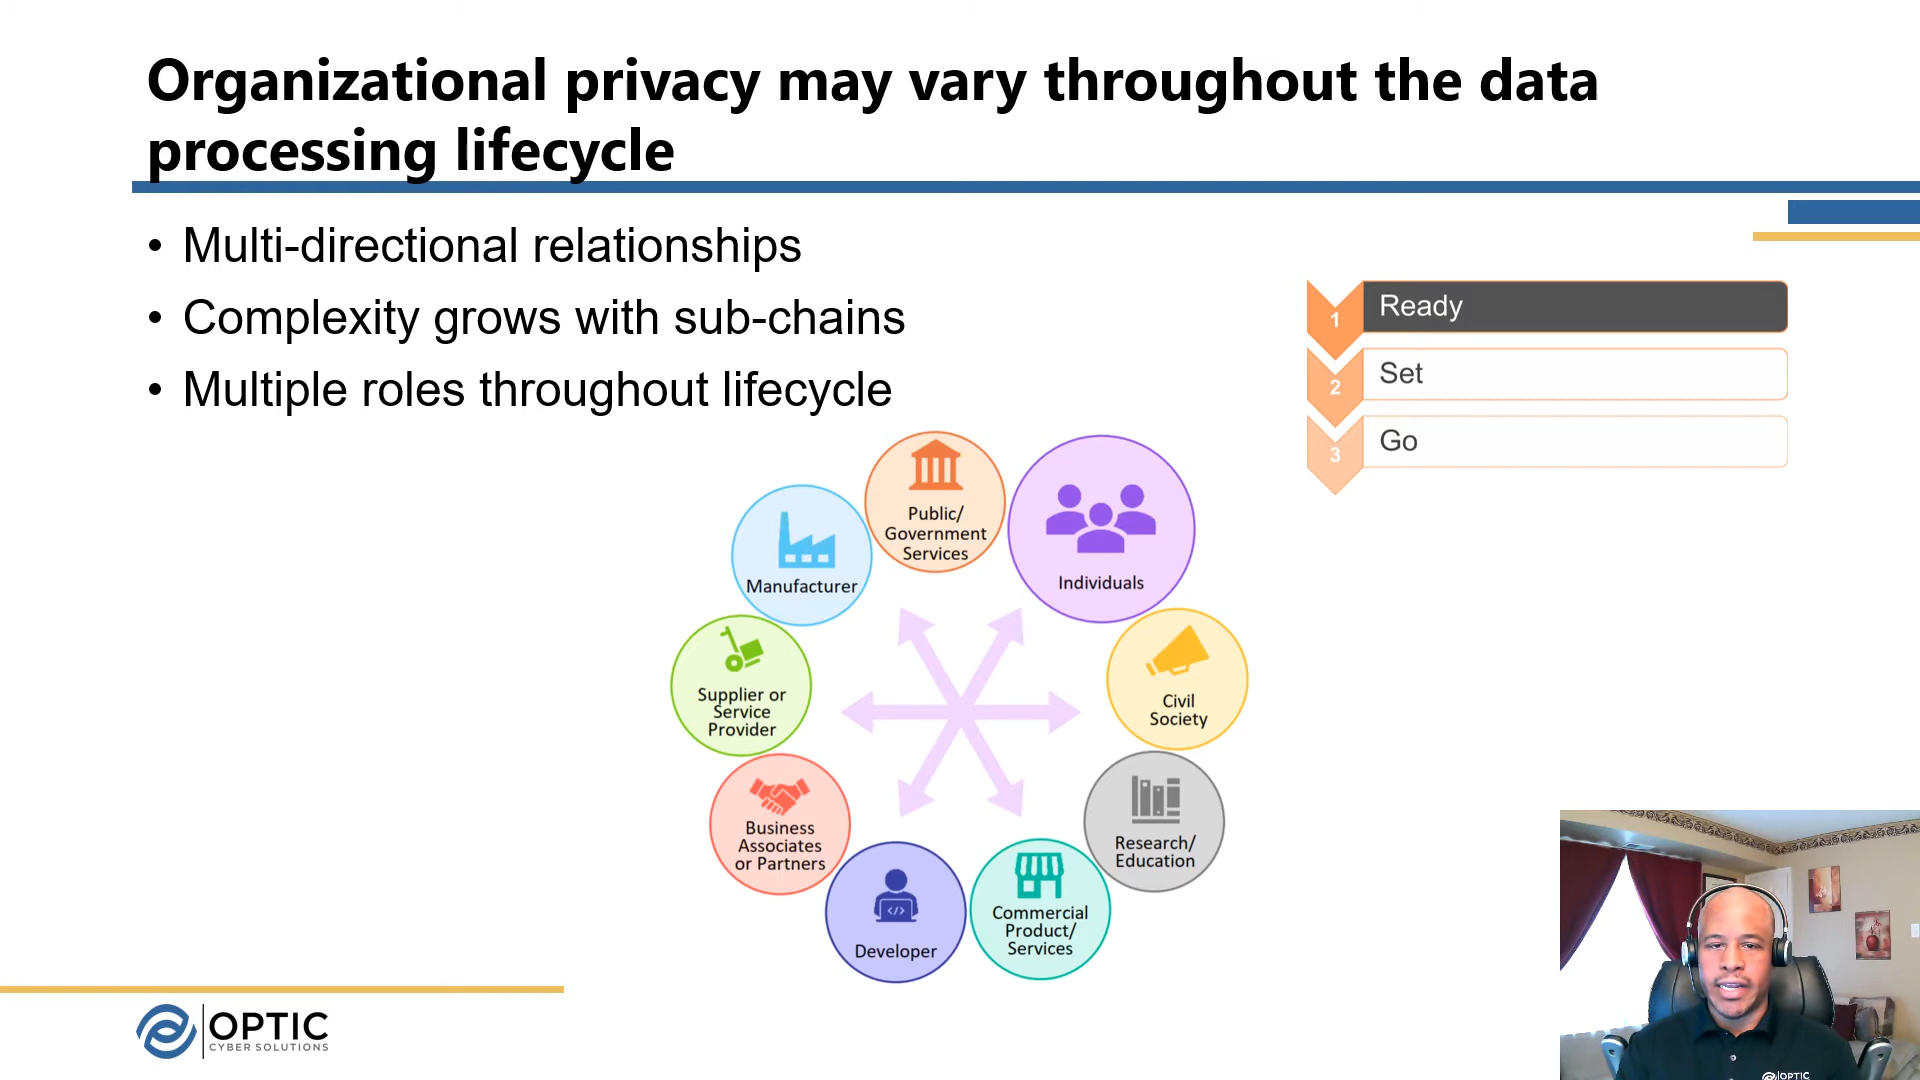 Organizational privacy may vary throughout the data
processing lifecycle
• Multi-directional relationships
• Complexity grows with sub-chains
• Multiple roles throughout lifecycle
1 Ready
2 Set
3 Go
Public/
Government
Services
Individuals
Manufacturer
Civil
Society
Supplier or
Service
Provider
Research/
Education
Business
Associates
or Partners
Commercial
Product/
Services
Developer
</>
OPTIC
CYBER SOLUTIONS
OPTIC